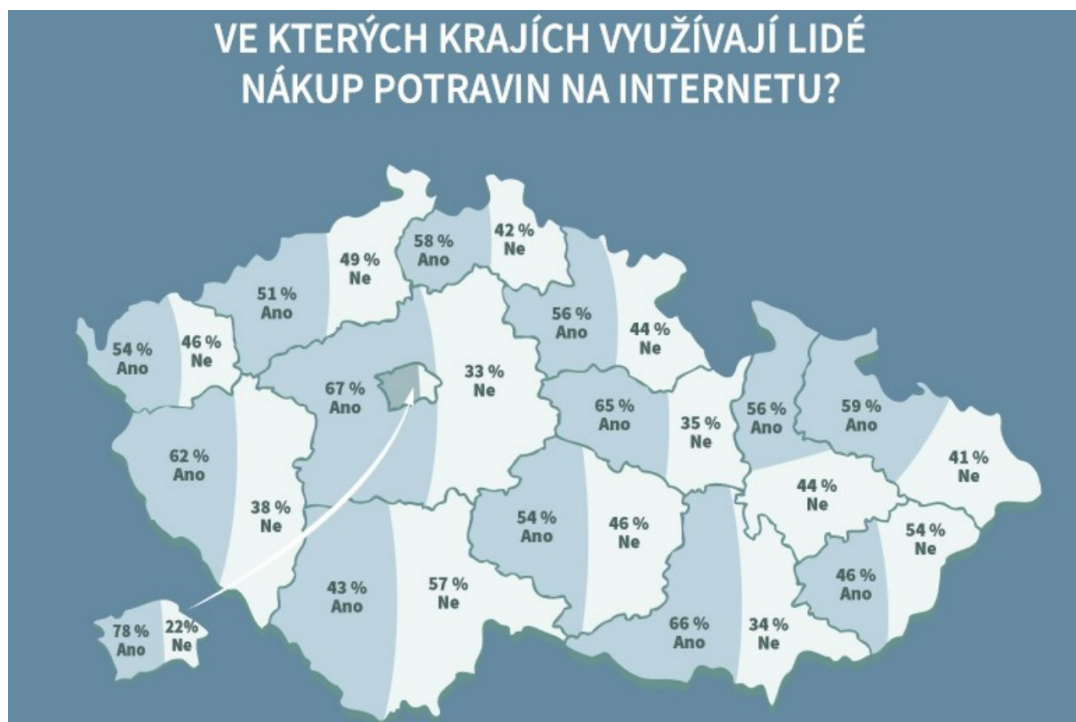 VE KTERÝCH KRAJÍCH VYUŽÍVAJÍ LIDÉ
NÁKUP POTRAVIN NA INTERNETU?
58 %
Ano
42 %
Ne
51 %
Ano
49 %
Ne
56 %
Ano
44 %
Ne
54 %
Ano
46 %
Ne
67 %
Ano
33 %
Ne
65 %
Ano
35 %
Ne
56 %
Ano
44 %
Ne
59 %
Ano
41 %
Ne
62 %
Ano
38 %
Ne
54 %
Ano
46 %
Ne
46 %
Ano
54 %
Ne
43 %
Ano
57 %
Ne
66 %
Ano
34 %
Ne
78 %
Ano
22%
Ne